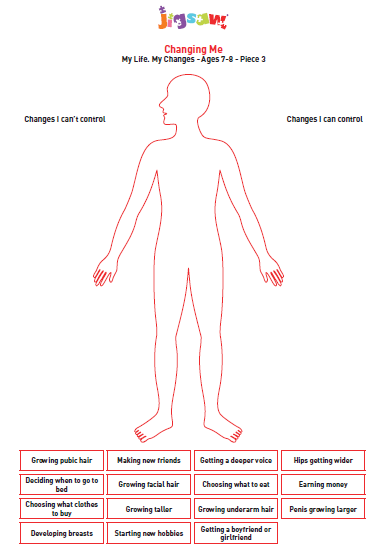 jigsaw
Changing Me
My Life. My Changes - Ages 7-8 - Piece 3
Changes I can't control
Changes I can control
Growing pubic hair
Making new friends
Getting a deeper voice
Hips getting wider
Deciding when to go to
bed
Growing facial hair
Choosing what to eat
Earning money
Choosing what clothes
to buy
Growing taller
Growing underarm hair
Penis growing larger
Developing breasts
Starting new hobbies
Getting a boyfriend or
girlfriend